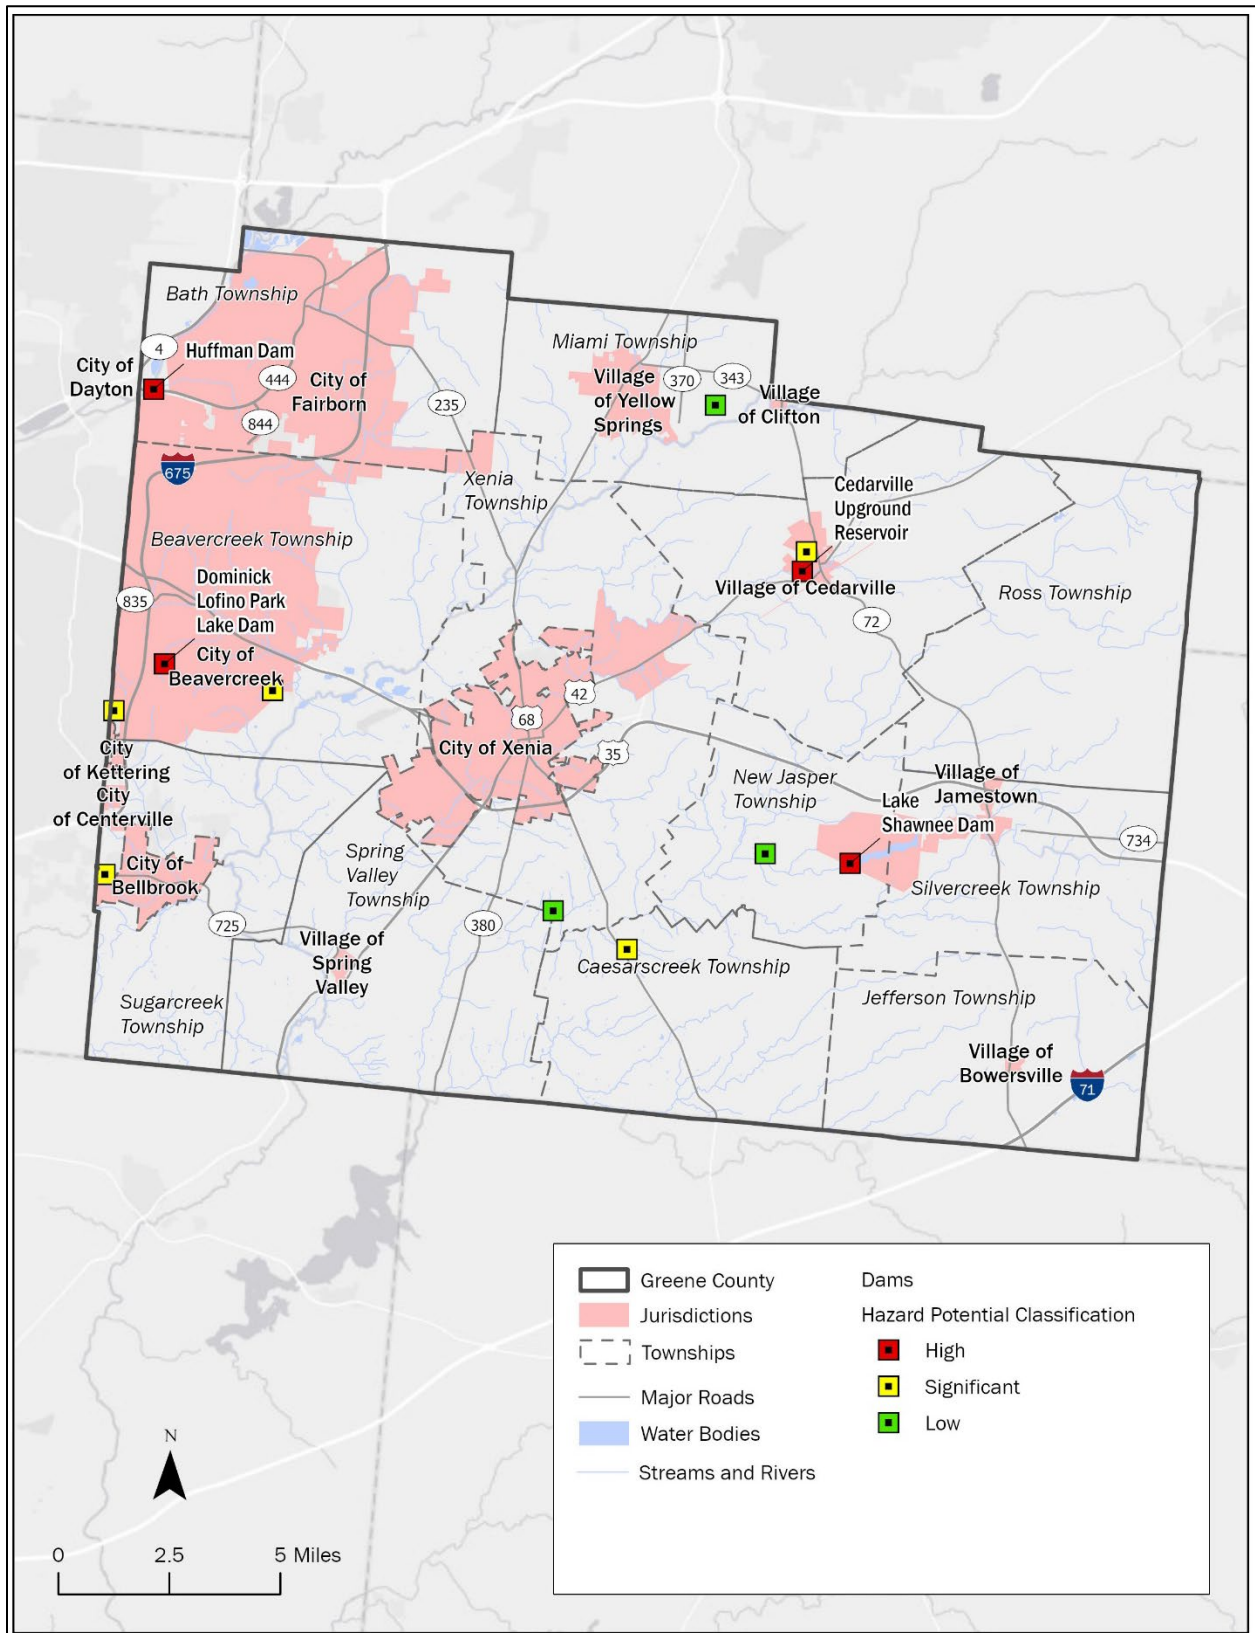 Bath Township
4
Huffman Dam
City of
Dayton
444
City of
Fairborn
844
235
Miami Township
Village
of Yellow
Springs
370
343
Village
of Clifton
675
Xenia
Township
Cedarville
Upground
Reservoir
Beavercreek Township
Village of Cedarville
Ross Township
Dominick
Lofino Park
Lake Dam
835
72
City of
Beavercreek
42
68
City of Xenia
35
City
of Kettering
City
of Centerville
New Jasper
Township
Village of
Jamestown
Lake
Shawnee Dam
734
City of
Bellbrook
Spring
Valley
Township
Silvercreek Township
725
380
Village of
Spring
Valley
Caesarscreek Township
Jefferson Township
Sugarcreek
Township
Village of
Bowersville
71
Greene County
Jurisdictions
Townships
Major Roads
Water Bodies
Streams and Rivers
Dams
Hazard Potential Classification
High
Significant
Low
N
0 2.5 5 Miles